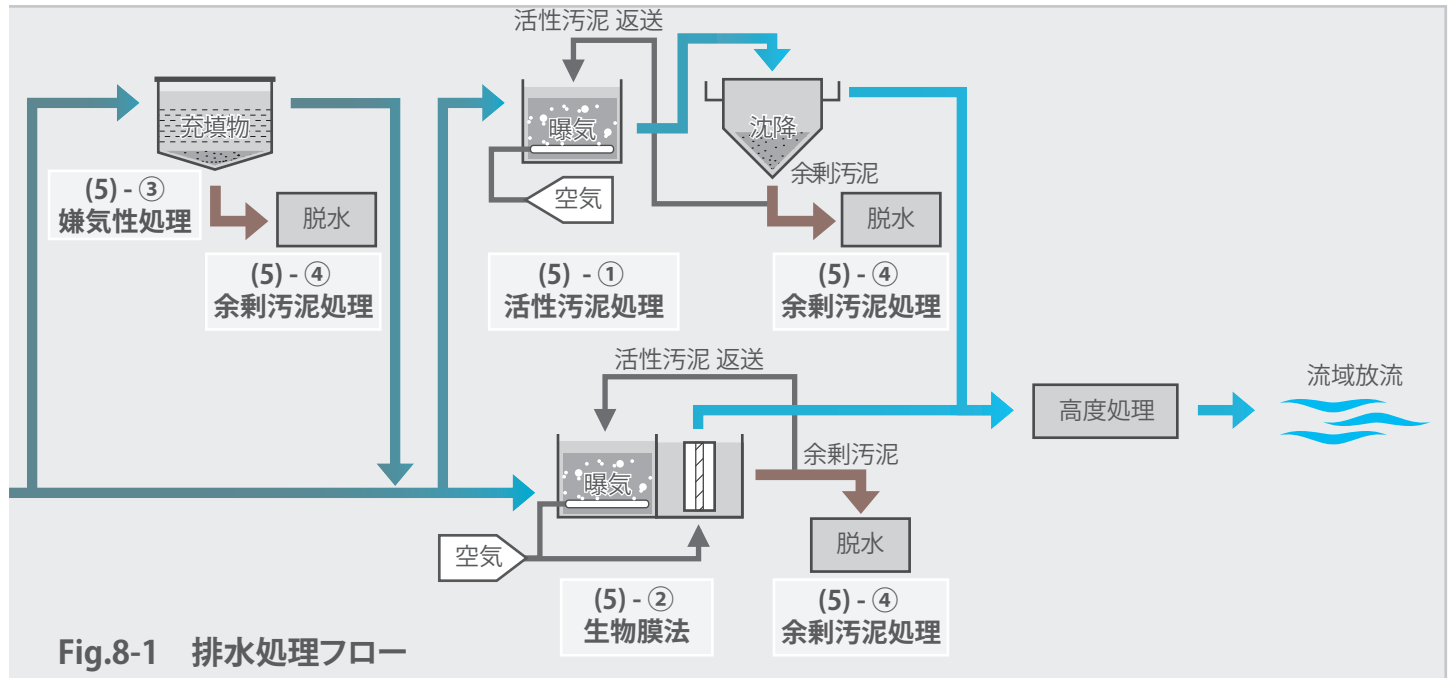 活性汚泥 返送
充填物
曝気
沈降
余剰汚泥
空気
(5) - ③
嫌気性処理
脱水
脱水
(5) - ④
余剰汚泥処理
(5) - ①
活性汚泥処理
(5) - ④
余剰汚泥処理
活性汚泥 返送
流域放流
高度処理
余剰汚泥
曝気
空気
脱水
(5) - ②
生物膜法
(5) - ④
余剰汚泥処理
Fig.8-1 排水処理フロー